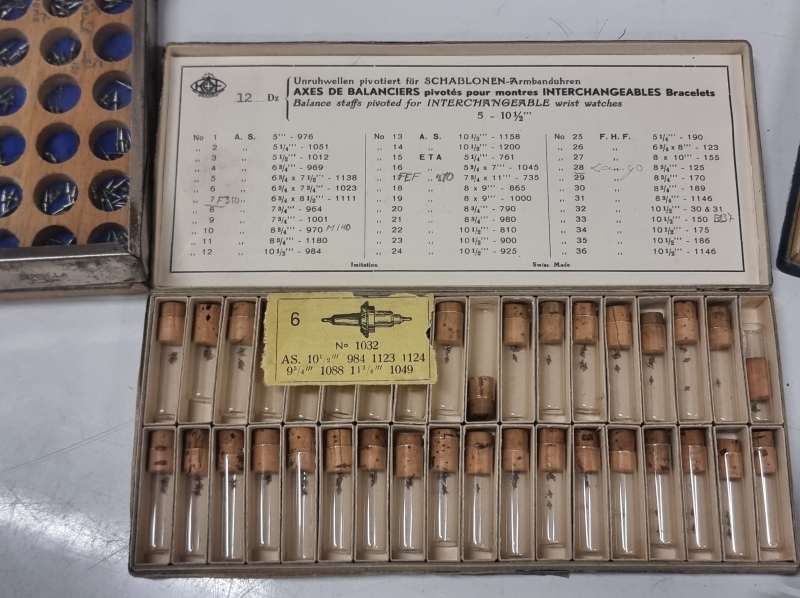 12 Dz
Unruhwellen pivotiert für SCHABLONEN-Armbanduhren
AXES DE BALANCIERS pivotés pour montres INTERCHANGEABLES Bracelets
Balance staffs pivoted for INTERCHANGEABLE wrist watches
5 - 10½'''
No 1 A. S. 5''' - 976
„ 2 „ 5¼''' - 1051
„ 3 „ 5½''' - 1012
„ 4 „ 6¾''' - 969
„ 5 „ 6¾ x 7½''' - 1138
„ 6 „ 6¾ x 7¾''' - 1023
„ 7 „ 6¾ x 8½''' - 1111
„ 8 „ 7¾''' - 964
„ 9 „ 7¾''' - 1001
„ 10 „ 8¾''' - 970
„ 11 „ 8¾''' - 1180
„ 12 „ 10½''' - 984
No 13 A. S. 10½''' - 1158
„ 14 „ 10½''' - 1200
„ 15 ETA 5¼''' - 761
„ 16 „ 5¾ x 7''' - 1045
„ 17 FEF 7¾ x 11''' - 735
„ 18 „ 8 x 9''' - 865
„ 19 „ 8 x 9''' - 1000
„ 20 „ 8¾''' - 790
„ 21 „ 8¾''' - 980
„ 22 „ 10½''' - 810
„ 23 „ 10½''' - 900
„ 24 „ 10½''' - 925
No 25 F. H. F. 5¼''' - 190
„ 26 „ 6¾ x 8''' - 123
„ 27 „ 8 x 10''' - 155
„ 28 8¾''' - 125
„ 29 „ 8¾''' - 170
„ 30 „ 8¾''' - 189
„ 31 „ 8¾''' - 1146
„ 32 „ 10½''' - 30 & 31
„ 33 „ 10½''' - 150
„ 34 „ 10½''' - 175
„ 35 „ 10½''' - 186
„ 36 „ 10½''' - 1146
Imitation Swiss Made
6
No 1032
AS. 10½''' 984 1123 1124
9¾''' 1088 11¾''' 1049